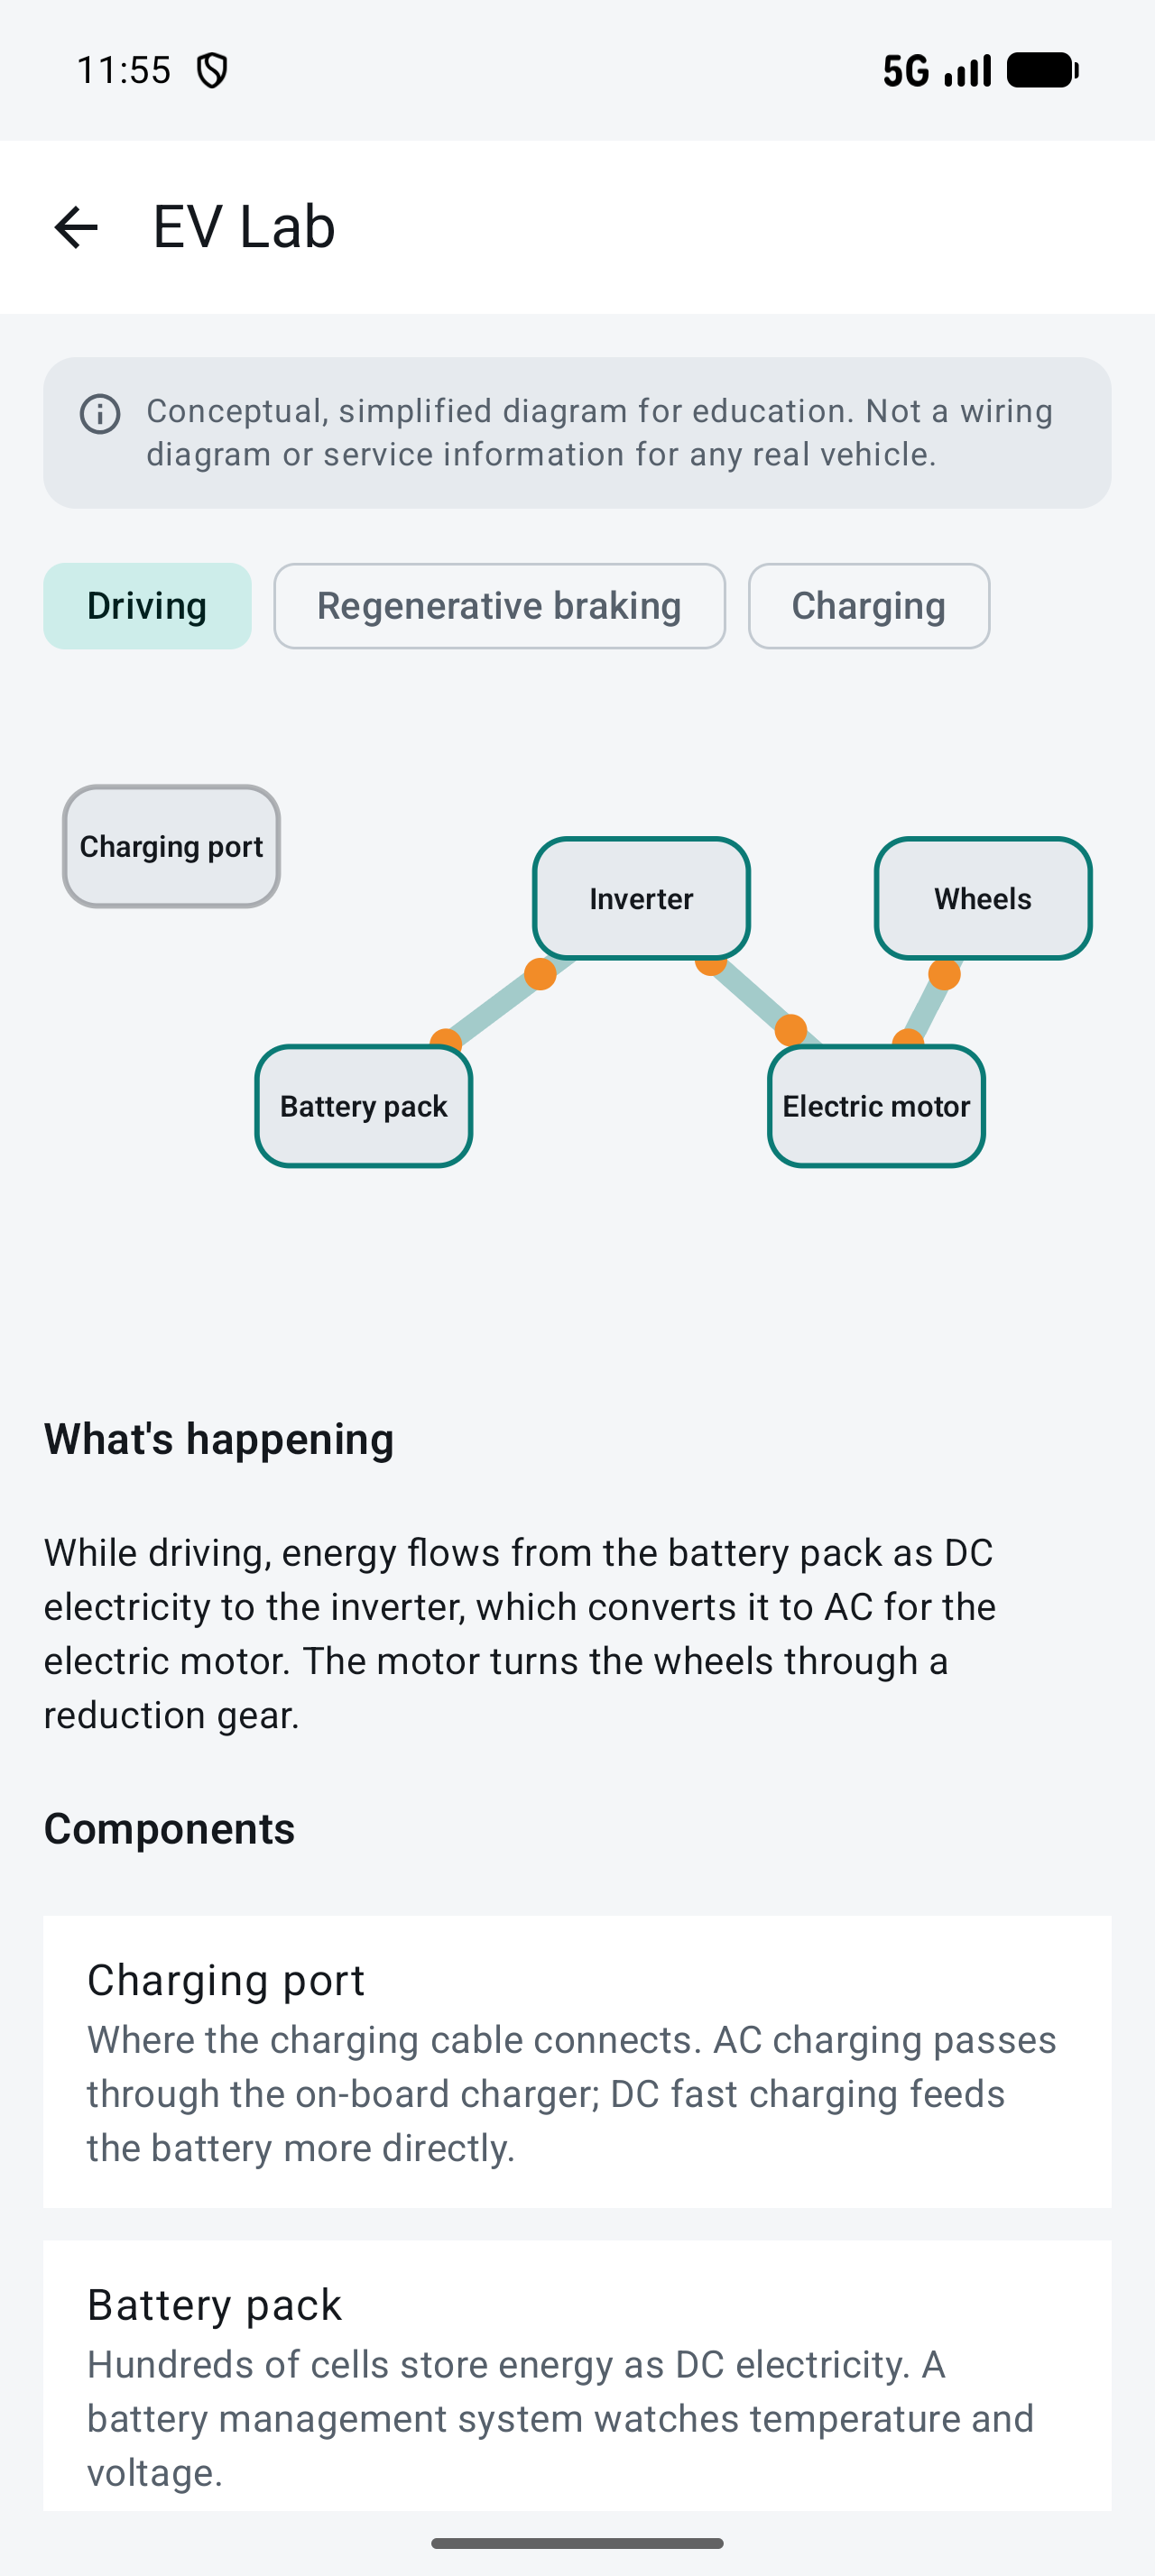 11:55
5G
EV Lab
Conceptual, simplified diagram for education. Not a wiring
diagram or service information for any real vehicle.
Driving
Regenerative braking
Charging
Charging port
Inverter
Wheels
Battery pack
Electric motor
What's happening
While driving, energy flows from the battery pack as DC
electricity to the inverter, which converts it to AC for the
electric motor. The motor turns the wheels through a
reduction gear.
Components
Charging port
Where the charging cable connects. AC charging passes
through the on-board charger; DC fast charging feeds
the battery more directly.
Battery pack
Hundreds of cells store energy as DC electricity. A
battery management system watches temperature and
voltage.